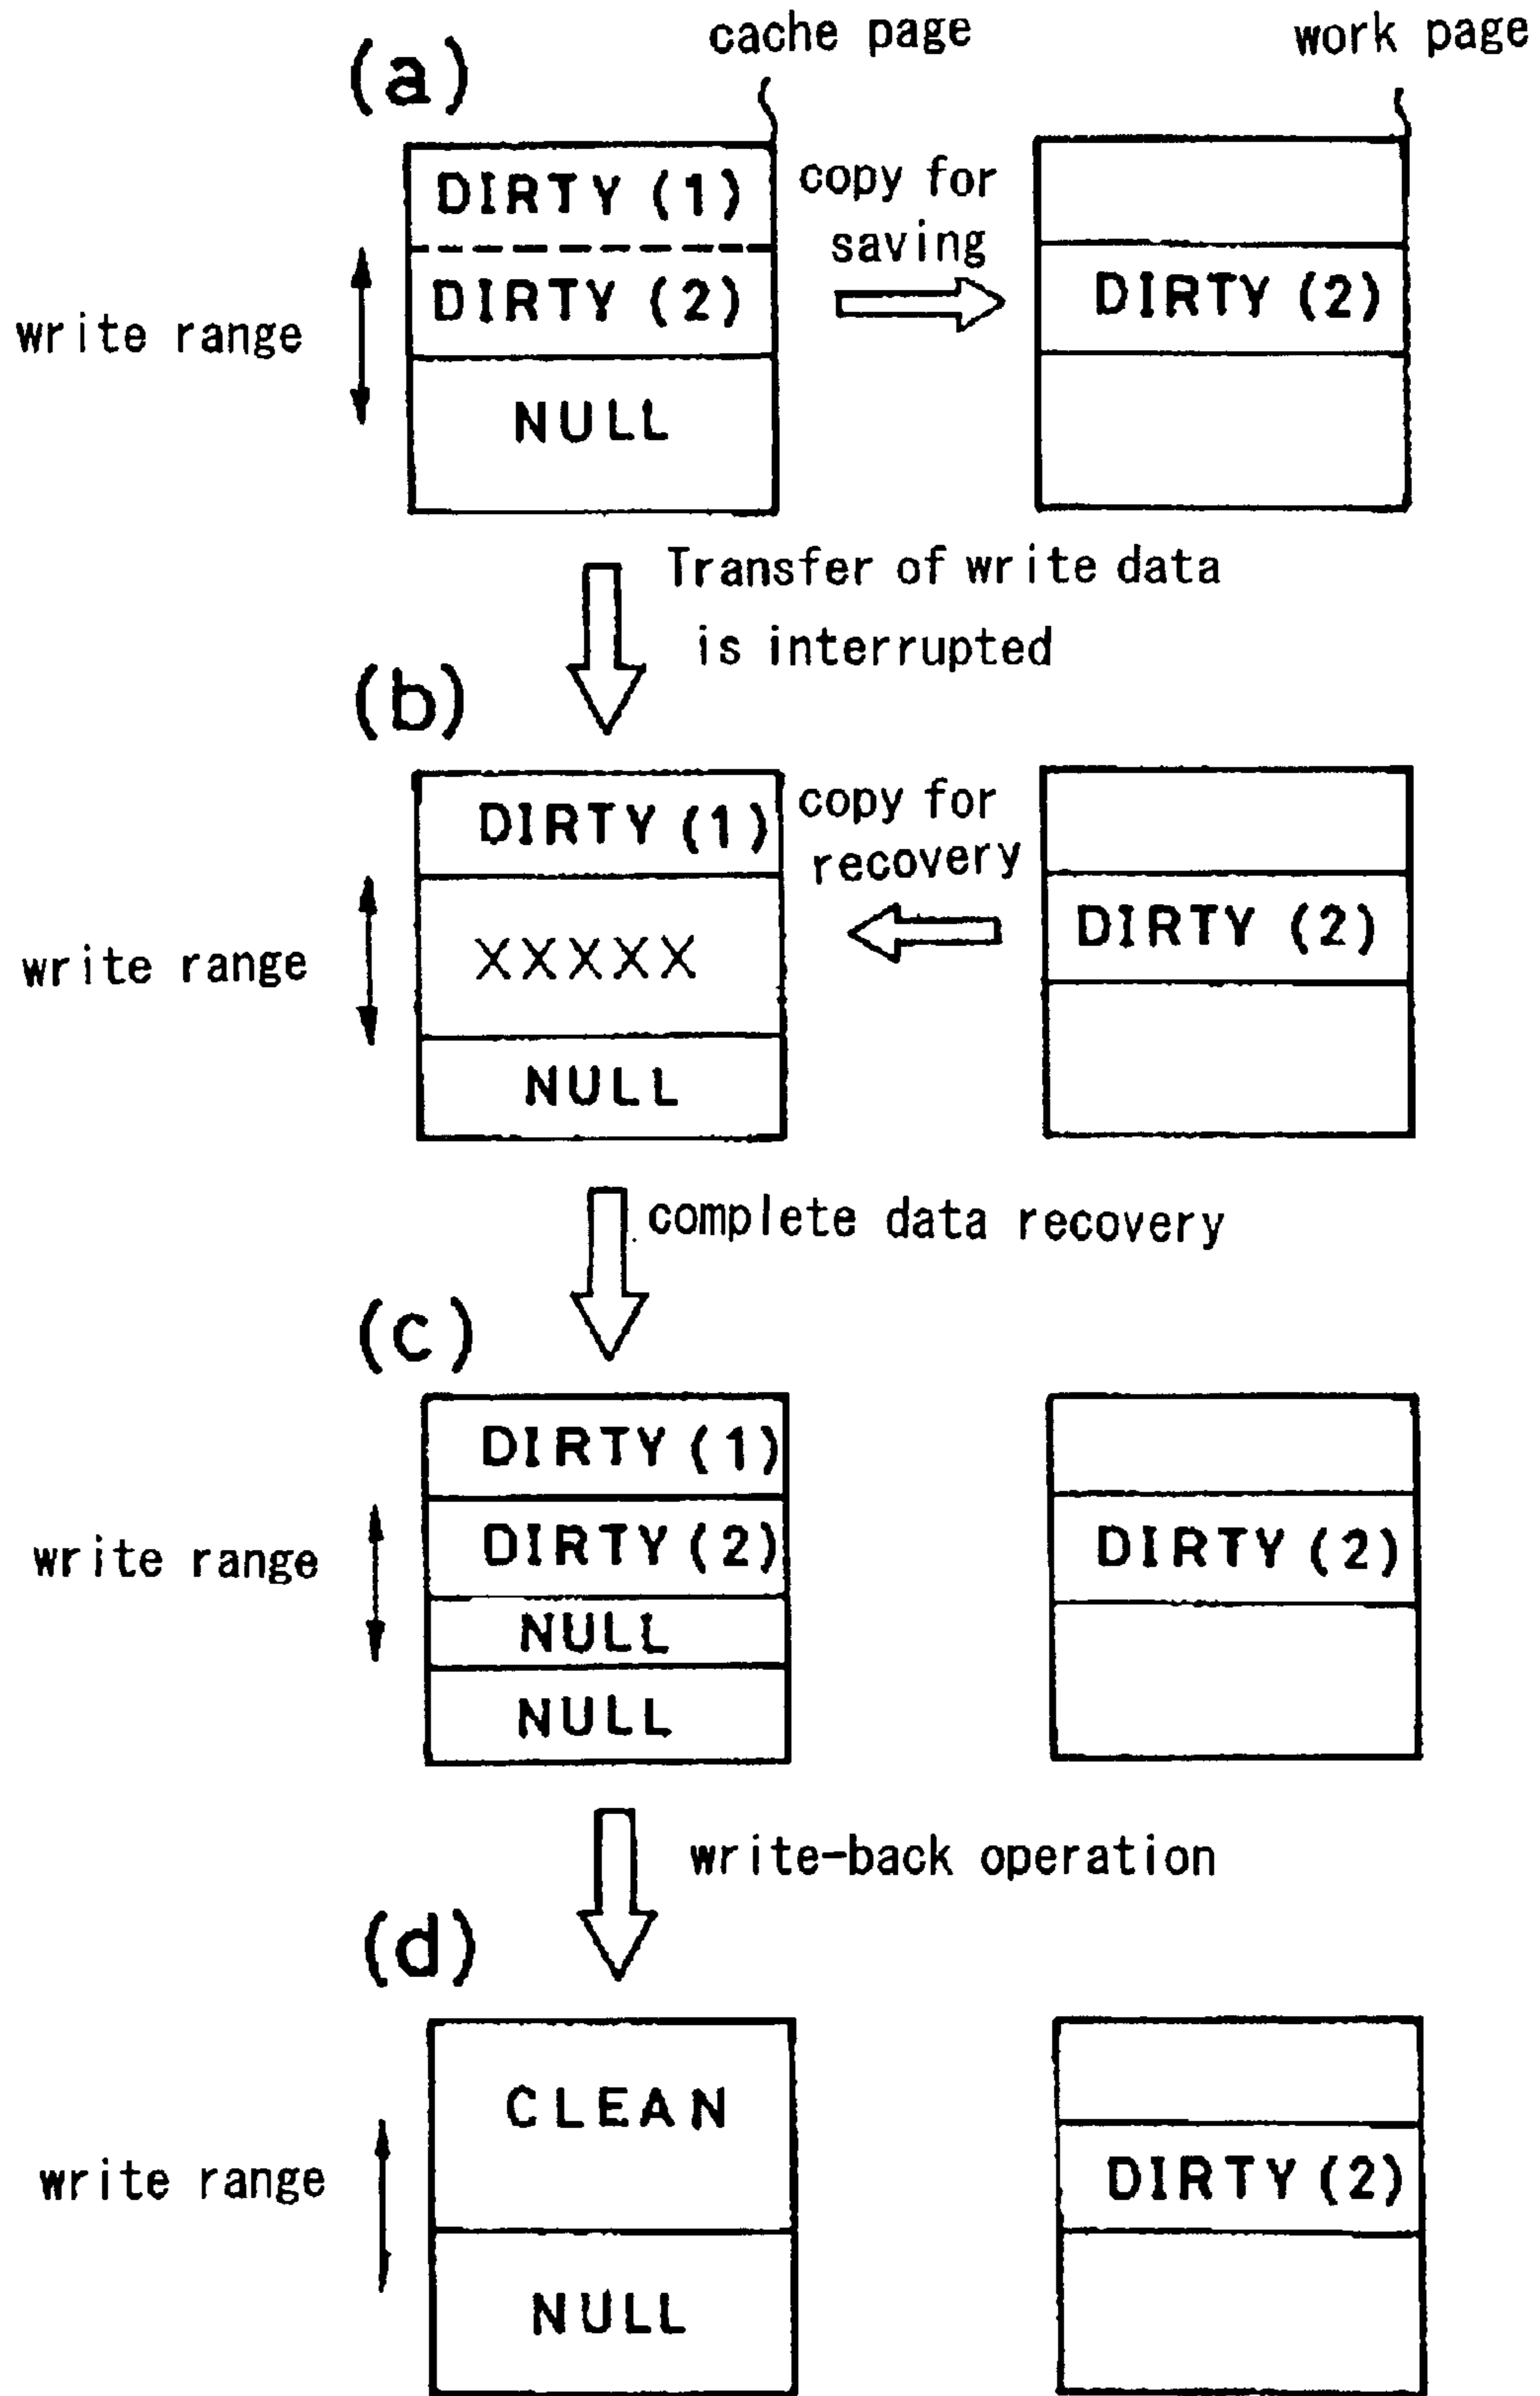 cache page
work page
(a)
DIRTY (1)
copy for
saving
DIRTY (2)
DIRTY (2)
write range
NULL
Transfer of write data
is interrupted
(b)
DIRTY (1)
copy for
recovery
write range
XXXXX
DIRTY (2)
NULL
complete data recovery
(c)
DIRTY (1)
write range
DIRTY (2)
DIRTY (2)
NULL
NULL
write-back operation
(d)
CLEAN
write range
DIRTY (2)
NULL